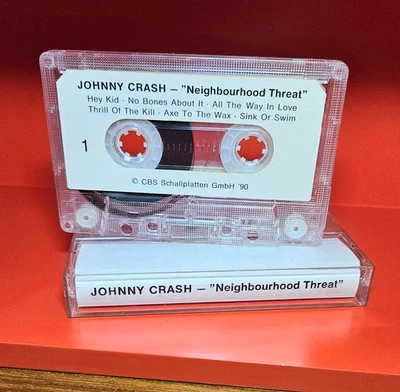 JOHNNY CRASH – "Neighbourhood Threat"
Hey Kid · No Bones About It · All The Way In Love
Thrill Of The Kill · Axe To The Wax · Sink Or Swim
1
© CBS Schallplatten GmbH '90
JOHNNY CRASH – "Neighbourhood Threat"